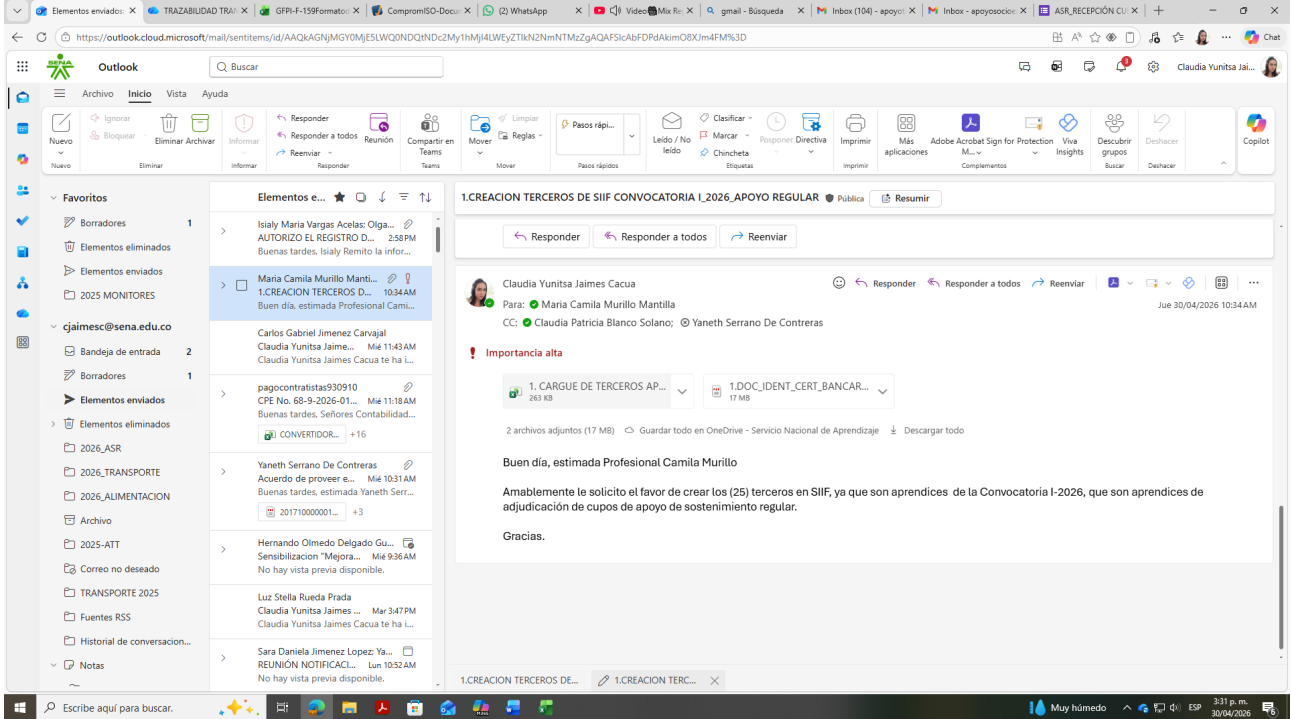 Elementos enviados:
TRAZABILIDAD TRAN
GFPI-F-159Formatod
CompromISO-Docur
(2) WhatsApp
Video Mix Re
gmail - Búsqueda
Inbox (104) - apoyot
Inbox - apoyosocioe
ASR_RECEPCIÓN CU
https://outlook.cloud.microsoft/mail/sentitems/id/AAQkAGNjMGY0MjE5LWQ0NDQtNDc2My1hMjI4LWEyZTlkN2NmNTMzZgAQAFSlcAbFDPdAkimO8XJm4FM%3D
Chat
SENA
Outlook
Buscar
3
Claudia Yunitsa Jai...
Archivo Inicio Vista Ayuda
Nuevo
Nuevo
Ignorar
Bloquear
Eliminar
Archivar
Eliminar
Informar
Informar
Responder
Responder a todos
Reenviar
Reunión
Responder
Compartir en Teams
Teams
Mover
Limpiar
Reglas
Mover
Pasos rápi...
Pasos rápidos
Leído / No leído
Clasificar
Marcar
Chincheta
Posponer
Directiva
Etiquetas
Imprimir
Imprimir
Más aplicaciones
Adobe Acrobat Sign for M...
Protection
Viva Insights
Complementos
Descubrir grupos
Buscar
Deshacer
Deshacer
Copilot
Favoritos
Borradores 1
Elementos eliminados
Elementos enviados
2025 MONITORES
cjaimesc@sena.edu.co
Bandeja de entrada 2
Borradores 1
Elementos enviados
Elementos eliminados
2026_ASR
2026_TRANSPORTE
2026_ALIMENTACION
Archivo
2025-ATT
Correo no deseado
TRANSPORTE 2025
Fuentes RSS
Historial de conversacion...
Notas
Elementos e...
Isialy Maria Vargas Acelas; Olga...
AUTORIZO EL REGISTRO D... 2:58 PM
Buenas tardes, Isialy Remito la infor...
Maria Camila Murillo Manti...
1.CREACION TERCEROS D... 10:34 AM
Buen día, estimada Profesional Cami...
Carlos Gabriel Jimenez Carvajal
Claudia Yunitsa Jaime... Mié 11:43 AM
Claudia Yunitsa Jaimes Cacua te ha i...
pagocontratistas930910
CPE No. 68-9-2026-01... Mié 11:18 AM
Buenas tardes, Señores Contabilidad...
CONVERTIDOR... +16
Yaneth Serrano De Contreras
Acuerdo de proveer e... Mié 10:31 AM
Buenas tardes, estimada Yaneth Serr...
201710000001... +3
Hernando Olmedo Delgado Gu...
Sensibilizacion "Mejora... Mié 9:36 AM
No hay vista previa disponible.
Luz Stella Rueda Prada
Claudia Yunitsa Jaimes ... Mar 3:47 PM
Claudia Yunitsa Jaimes Cacua te ha i...
Sara Daniela Jimenez Lopez; Ya...
REUNIÓN NOTIFICACI... Lun 10:52 AM
No hay vista previa disponible.
1.CREACION TERCEROS DE SIIF CONVOCATORIA I_2026_APOYO REGULAR Pública Resumir
Responder Responder a todos Reenviar
Claudia Yunitsa Jaimes Cacua
Responder Responder a todos Reenviar
Para: Maria Camila Murillo Mantilla
Jue 30/04/2026 10:34 AM
CC: Claudia Patricia Blanco Solano; Yaneth Serrano De Contreras
Importancia alta
1. CARGUE DE TERCEROS AP...
263 KB
1.DOC_IDENT_CERT_BANCAR...
17 MB
2 archivos adjuntos (17 MB) Guardar todo en OneDrive - Servicio Nacional de Aprendizaje Descargar todo
Buen día, estimada Profesional Camila Murillo
Amablemente le solicito el favor de crear los (25) terceros en SIIF, ya que son aprendices de la Convocatoria I-2026, que son aprendices de
adjudicación de cupos de apoyo de sostenimiento regular.
Gracias.
1.CREACION TERCEROS DE...
1.CREACION TERC...
Escribe aquí para buscar.
Muy húmedo
ESP
3:31 p. m.
30/04/2026